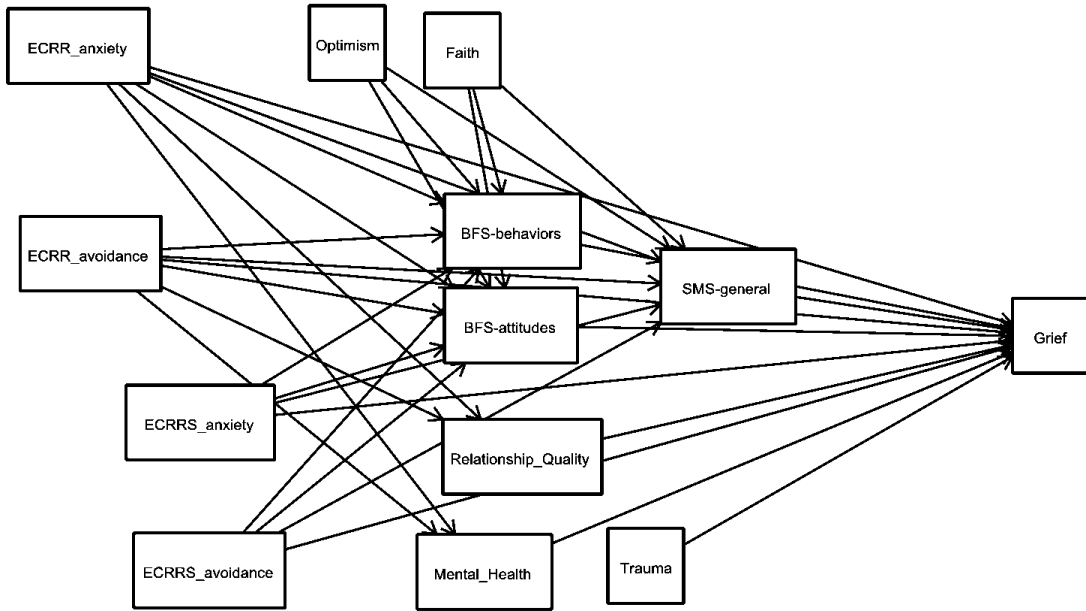 ECRR_anxiety
Optimism
Faith
ECRR_avoidance
BFS-behaviors
SMS-general
BFS-attitudes
Grief
ECRRS_anxiety
Relationship_Quality
ECRRS_avoidance
Mental_Health
Trauma